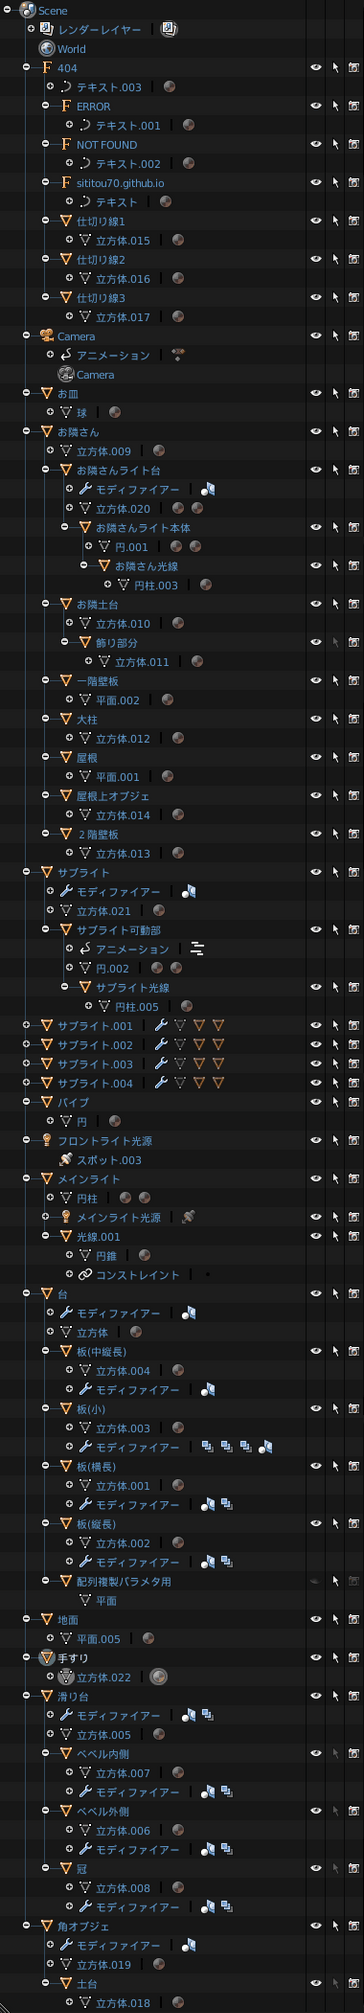 Scene
レンダーレイヤー
World
404
テキスト.003
ERROR
テキスト.001
NOT FOUND
テキスト.002
sititou70.github.io
テキスト
仕切り線1
立方体.015
仕切り線2
立方体.016
仕切り線3
立方体.017
Camera
アニメーション
Camera
お皿
球
お隣さん
立方体.009
お隣さんライト台
モディファイアー
立方体.020
お隣さんライト本体
円.001
お隣さん光線
円柱.003
お隣土台
立方体.010
飾り部分
立方体.011
一階壁板
平面.002
大柱
立方体.012
屋根
平面.001
屋根上オブジェ
立方体.014
２階壁板
立方体.013
サブライト
モディファイアー
立方体.021
サブライト可動部
アニメーション
円.002
サブライト光線
円柱.005
サブライト.001
サブライト.002
サブライト.003
サブライト.004
パイプ
円
フロントライト光源
スポット.003
メインライト
円柱
メインライト光源
光線.001
円錐
コンストレイント
台
モディファイアー
立方体
板(中縦長)
立方体.004
モディファイアー
板(小)
立方体.003
モディファイアー
板(横長)
立方体.001
モディファイアー
板(縦長)
立方体.002
モディファイアー
配列複製パラメタ用
平面
地面
平面.005
手すり
立方体.022
滑り台
モディファイアー
立方体.005
ベベル内側
立方体.007
モディファイアー
ベベル外側
立方体.006
モディファイアー
冠
立方体.008
モディファイアー
角オブジェ
モディファイアー
立方体.019
土台
立方体.018